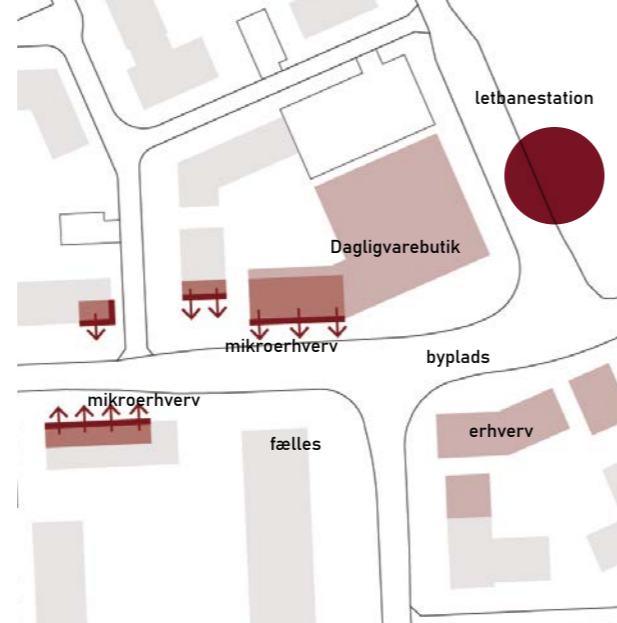 letbanestation
Dagligvarebutik
mikroerhverv
byplads
mikroerhverv
erhverv
fælles